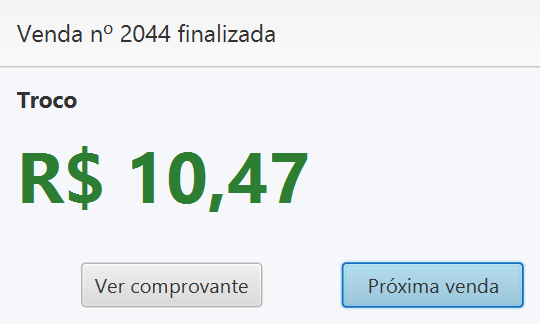 Venda nº 2044 finalizada
Troco
R$ 10,47
Ver comprovante
Próxima venda